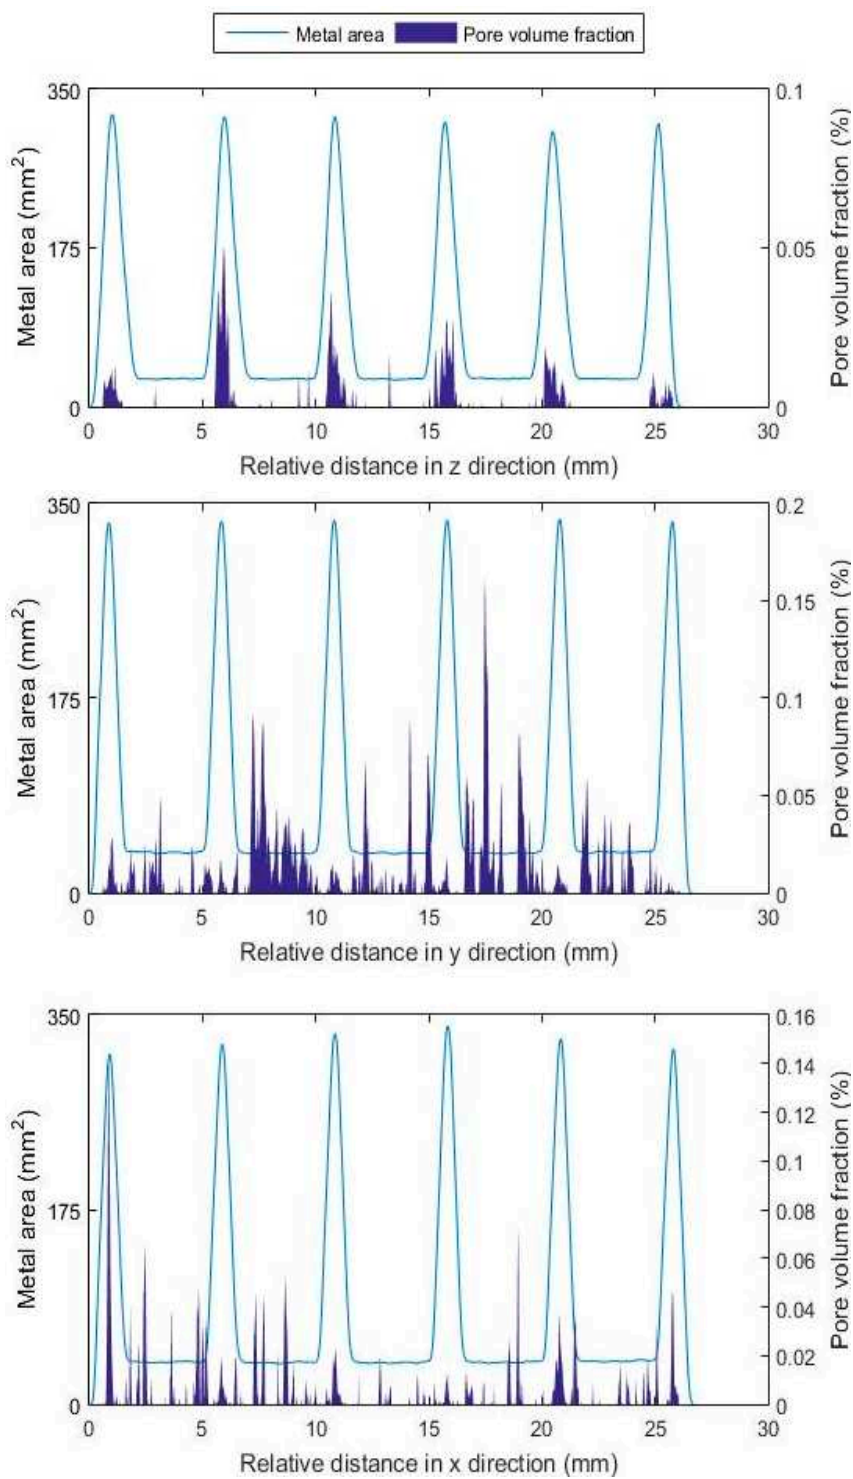 Metal area Pore volume fraction
350 0.1
175 0.05
0 0
0 5 10 15 20 25 30
Metal area (mm²)
Pore volume fraction (%)
Relative distance in z direction (mm)
350 0.2
0.15
175 0.1
0.05
0 0
0 5 10 15 20 25 30
Metal area (mm²)
Pore volume fraction (%)
Relative distance in y direction (mm)
350 0.16
0.14
0.12
0.1
175 0.08
0.06
0.04
0.02
0 0
0 5 10 15 20 25 30
Metal area (mm²)
Pore volume fraction (%)
Relative distance in x direction (mm)